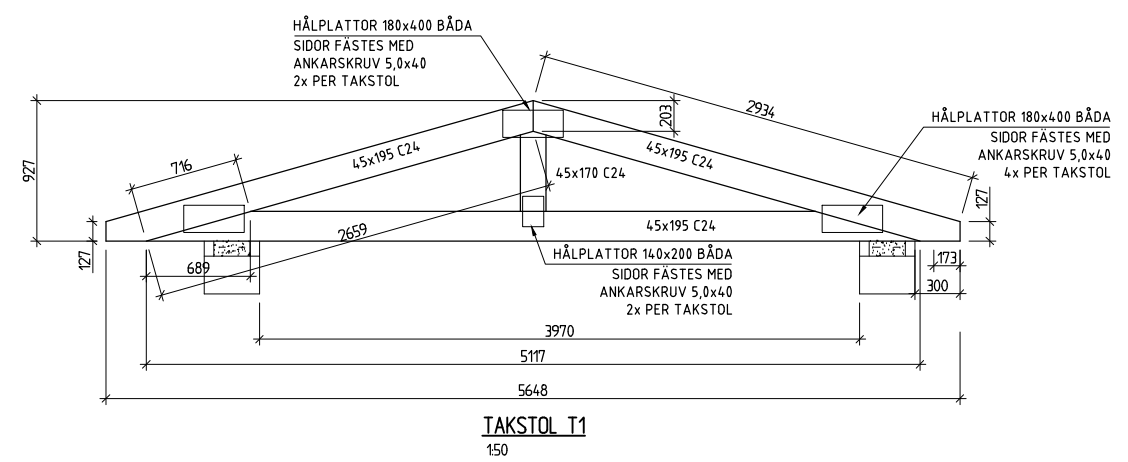 HÅLPLATTOR 180x400 BÅDA
SIDOR FÄSTES MED
ANKARSKRUV 5,0x40
2x PER TAKSTOL
2934
203
HÅLPLATTOR 180x400 BÅDA
SIDOR FÄSTES MED
ANKARSKRUV 5,0x40
4x PER TAKSTOL
927
716
45x195 C24
45x195 C24
45x170 C24
127
45x195 C24
2659
127
689
HÅLPLATTOR 140x200 BÅDA
SIDOR FÄSTES MED
ANKARSKRUV 5,0x40
2x PER TAKSTOL
173
300
3970
5117
5648
TAKSTOL T1
1:50